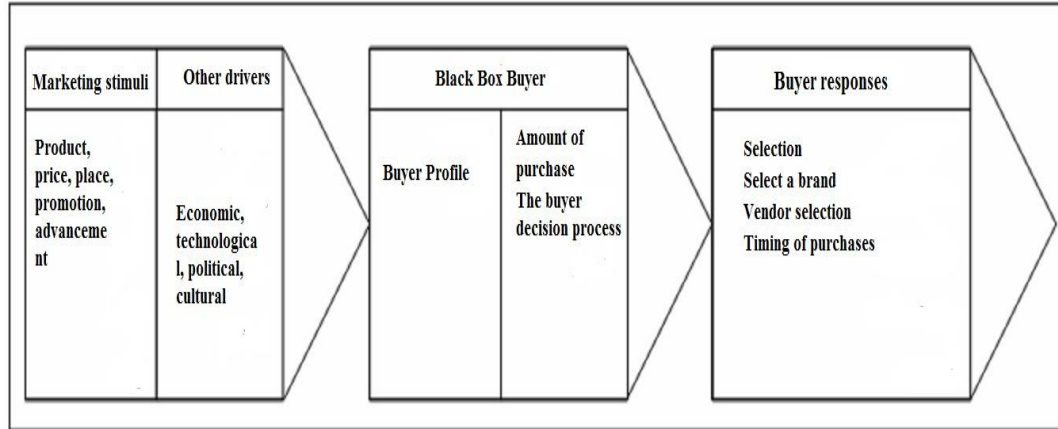 Marketing stimuli
Other drivers
Product,
price, place,
promotion,
advanceme
nt
Economic,
technologica
l, political,
cultural
Black Box Buyer
Buyer Profile
Amount of
purchase
The buyer
decision process
Buyer responses
Selection
Select a brand
Vendor selection
Timing of purchases